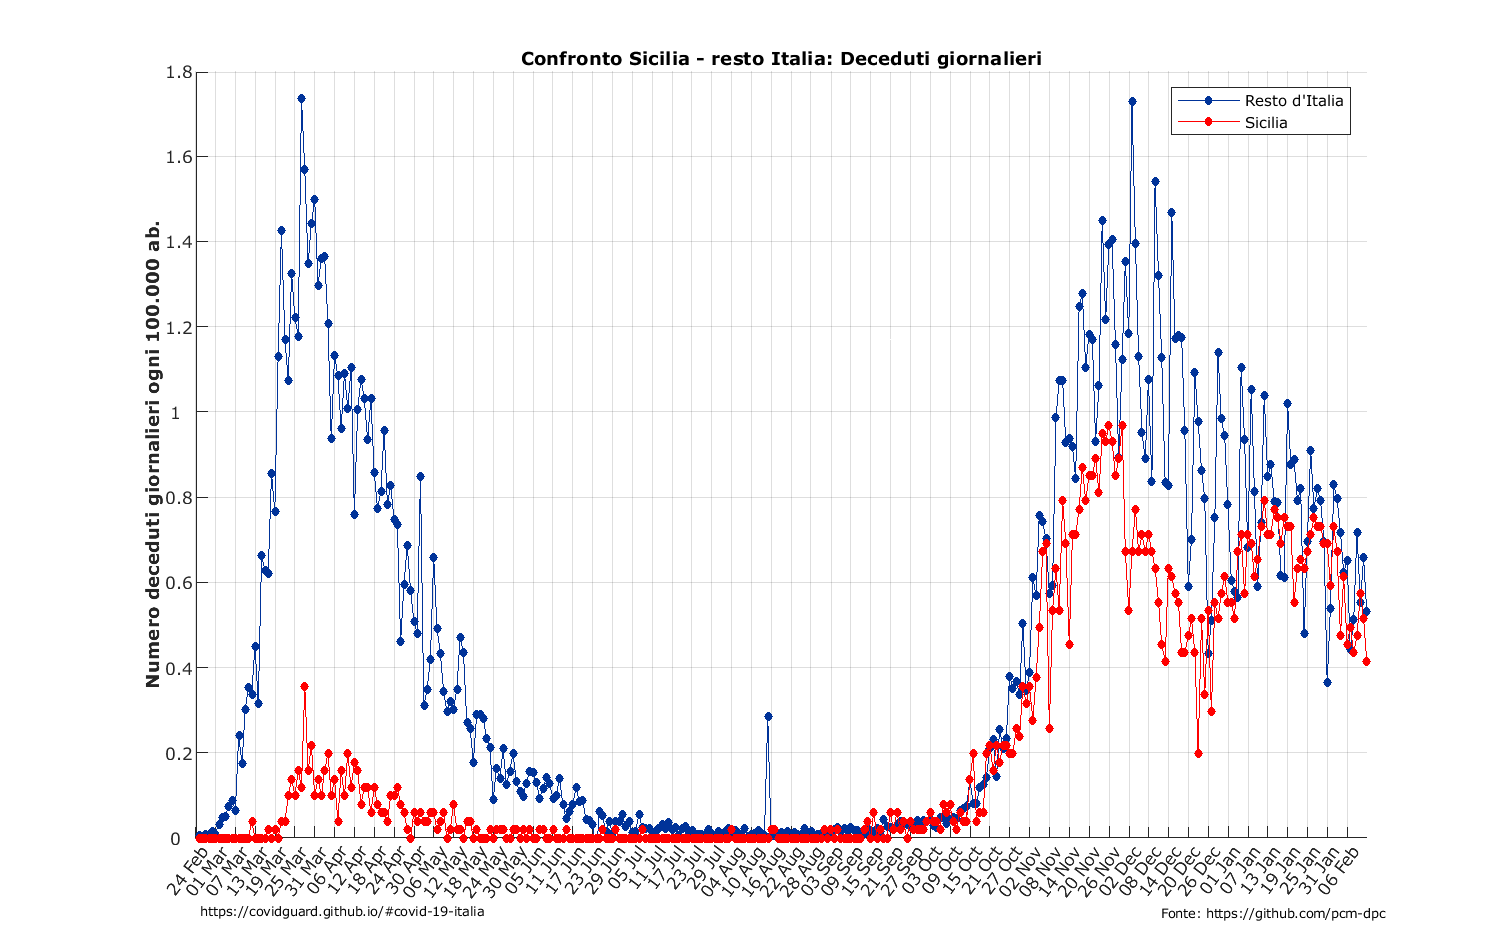 Confronto Sicilia - resto Italia: Deceduti giornalieri
Numero deceduti giornalieri ogni 100.000 ab.
1.8
1.6
1.4
1.2
1
0.8
0.6
0.4
0.2
0
Resto d'Italia
Sicilia
24 Feb
01 Mar
07 Mar
13 Mar
19 Mar
25 Mar
31 Mar
06 Apr
12 Apr
18 Apr
24 Apr
30 Apr
06 May
12 May
18 May
24 May
30 May
05 Jun
11 Jun
17 Jun
23 Jun
29 Jun
05 Jul
11 Jul
17 Jul
23 Jul
29 Jul
04 Aug
10 Aug
16 Aug
22 Aug
28 Aug
03 Sep
09 Sep
15 Sep
21 Sep
27 Sep
03 Oct
09 Oct
15 Oct
21 Oct
27 Oct
02 Nov
08 Nov
14 Nov
20 Nov
26 Nov
02 Dec
08 Dec
14 Dec
20 Dec
26 Dec
01 Jan
07 Jan
13 Jan
19 Jan
25 Jan
31 Jan
06 Feb
https://covidguard.github.io/#covid-19-italia
Fonte: https://github.com/pcm-dpc